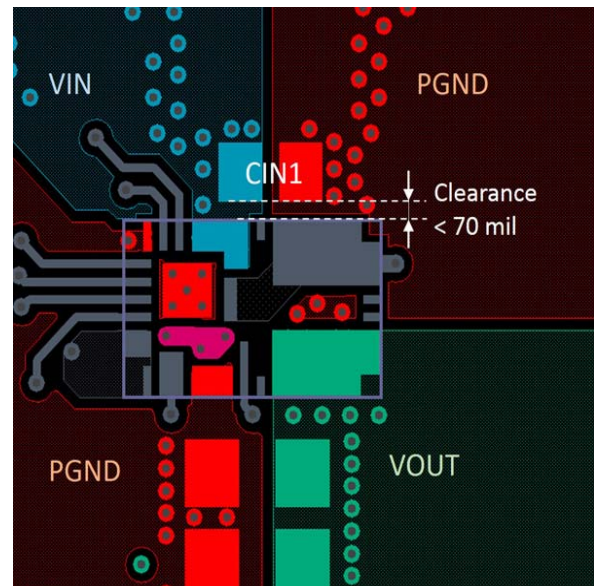 VIN
PGND
CIN1
Clearance
< 70 mil
PGND
VOUT